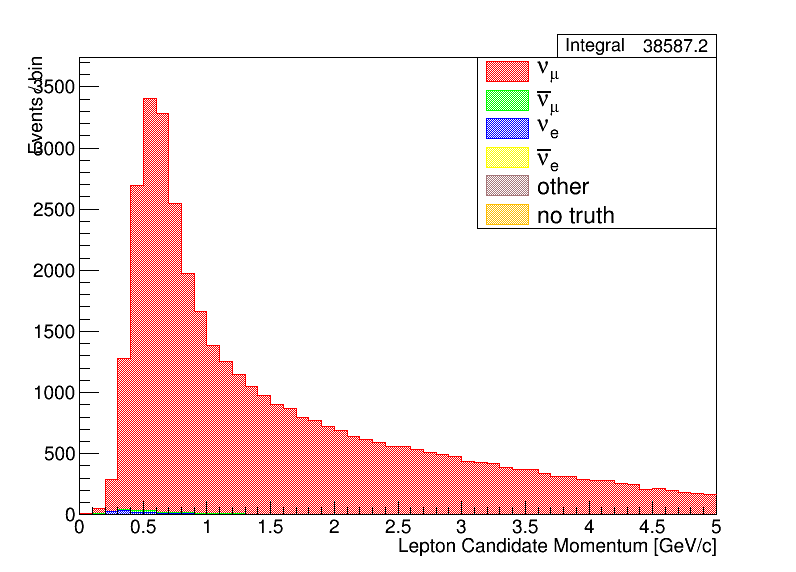 Integral 38587.2
Events / bin
ν_μ
ν̅_μ
ν_e
ν̅_e
other
no truth
3500
3000
2500
2000
1500
1000
500
0
0 0.5 1 1.5 2 2.5 3 3.5 4 4.5 5
Lepton Candidate Momentum [GeV/c]